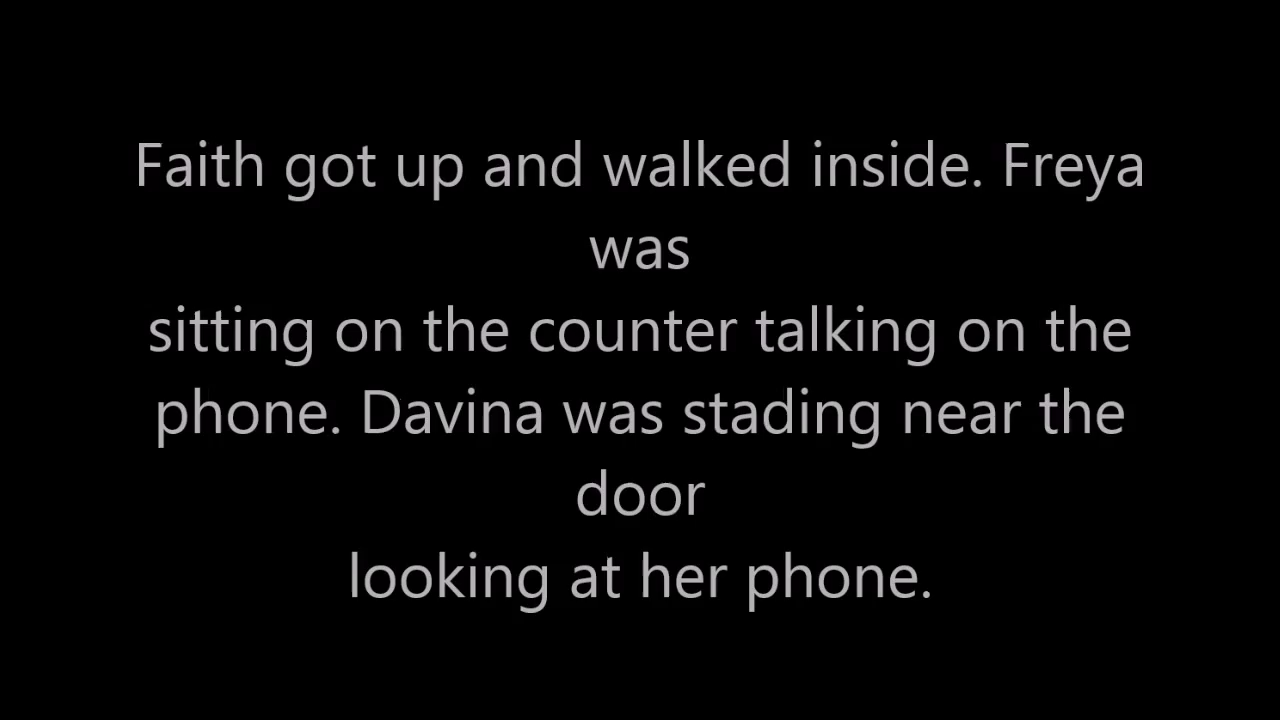 Faith got up and walked inside. Freya
was
sitting on the counter talking on the
phone. Davina was stading near the
door
looking at her phone.